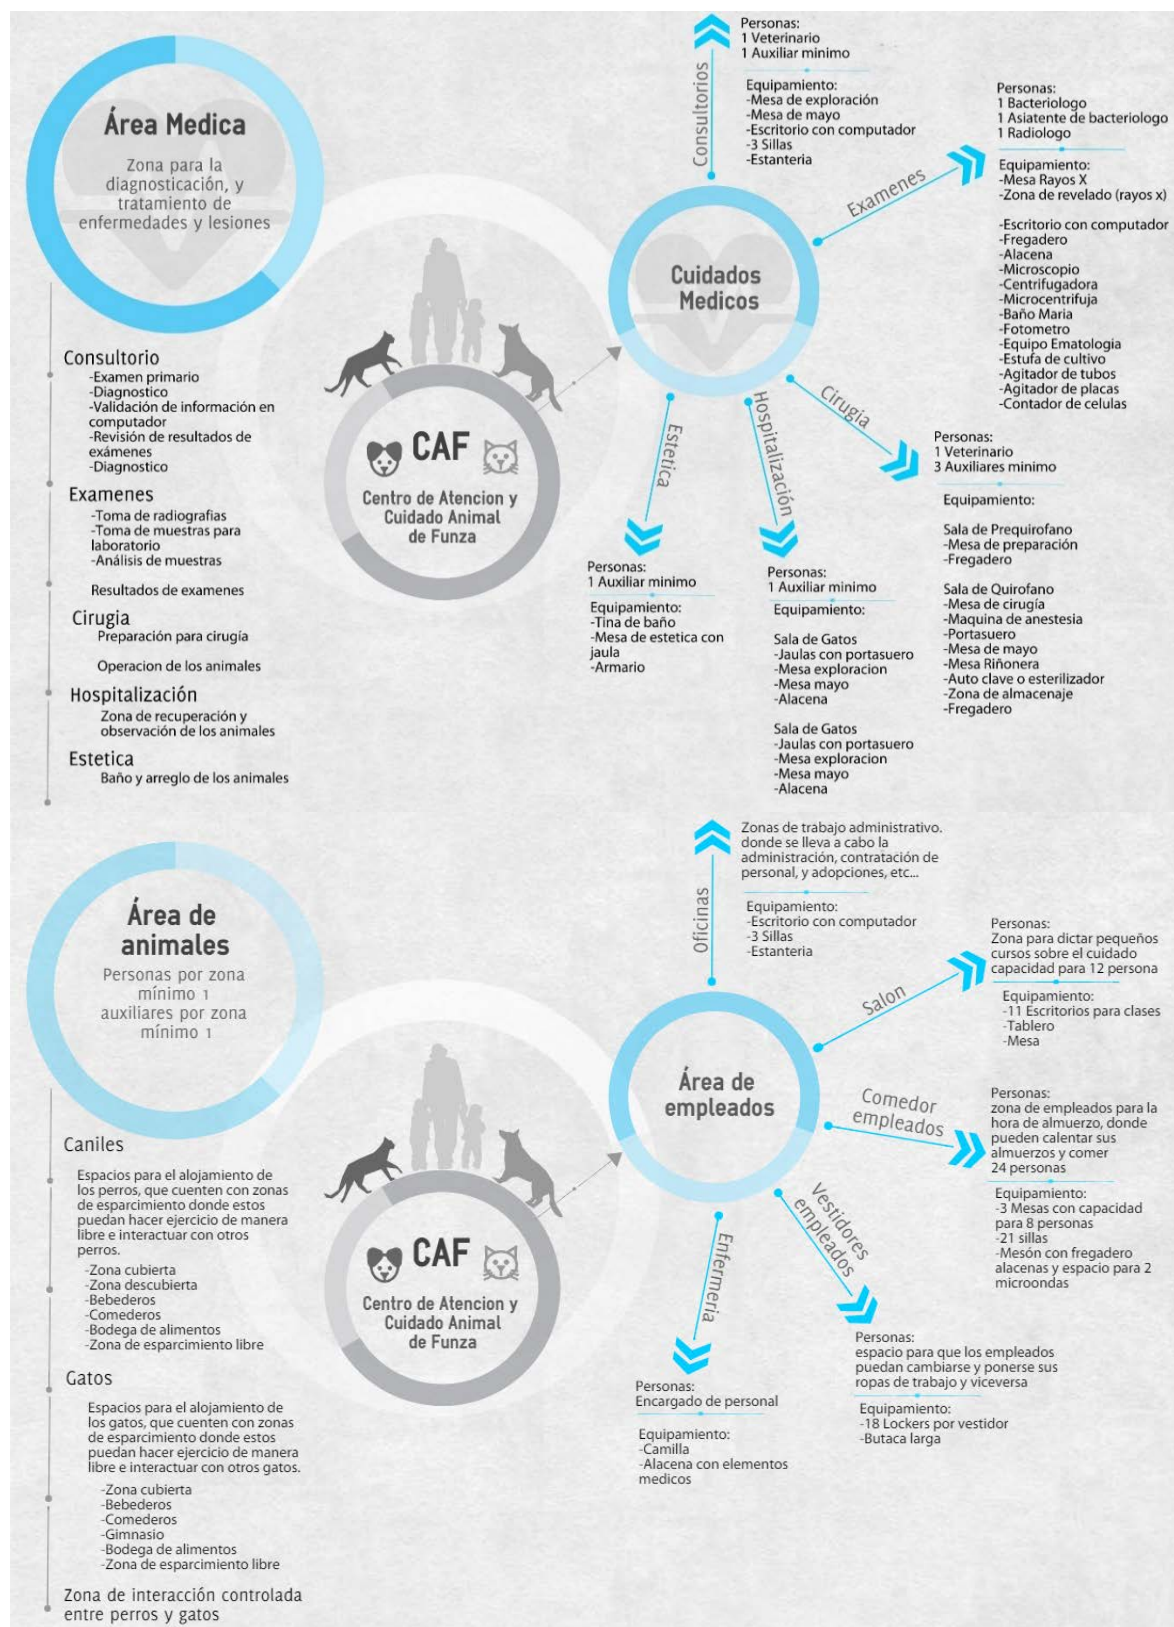 Área Medica
Zona para la
diagnosticación, y
tratamiento de
enfermedades y lesiones
Consultorio
-Examen primario
-Diagnostico
-Validación de información en
computador
-Revisión de resultados de
exámenes
-Diagnostico
Examenes
-Toma de radiografias
-Toma de muestras para
laboratorio
-Análisis de muestras
Resultados de examenes
Cirugia
Preparación para cirugía
Operacion de los animales
Hospitalización
Zona de recuperación y
observación de los animales
Estetica
Baño y arreglo de los animales
CAF
Centro de Atencion y
Cuidado Animal
de Funza
Cuidados
Medicos
Consultorios
Personas:
1 Veterinario
1 Auxiliar minimo
Equipamiento:
-Mesa de exploración
-Mesa de mayo
-Escritorio con computador
-3 Sillas
-Estanteria
Examenes
Personas:
1 Bacteriologo
1 Asiatente de bacteriologo
1 Radiologo
Equipamiento:
-Mesa Rayos X
-Zona de revelado (rayos x)
-Escritorio con computador
-Fregadero
-Alacena
-Microscopio
-Centrifugadora
-Microcentrifuja
-Baño Maria
-Fotometro
-Equipo Ematologia
-Estufa de cultivo
-Agitador de tubos
-Agitador de placas
-Contador de celulas
Cirugia
Personas:
1 Veterinario
3 Auxiliares minimo
Equipamiento:
Sala de Prequirofano
-Mesa de preparación
-Fregadero
Sala de Quirofano
-Mesa de cirugía
-Maquina de anestesia
-Portasuero
-Mesa de mayo
-Mesa Riñonera
-Auto clave o esterilizador
-Zona de almacenaje
-Fregadero
Hospitalización
Personas:
1 Auxiliar minimo
Equipamiento:
Sala de Gatos
-Jaulas con portasuero
-Mesa exploracion
-Mesa mayo
-Alacena
Sala de Gatos
-Jaulas con portasuero
-Mesa exploracion
-Mesa mayo
-Alacena
Estetica
Personas:
1 Auxiliar minimo
Equipamiento:
-Tina de baño
-Mesa de estetica con
jaula
-Armario
Área de
animales
Personas por zona
mínimo 1
auxiliares por zona
mínimo 1
Caniles
Espacios para el alojamiento de
los perros, que cuenten con zonas
de esparcimiento donde estos
puedan hacer ejercicio de manera
libre e interactuar con otros
perros.
-Zona cubierta
-Zona descubierta
-Bebederos
-Comederos
-Bodega de alimentos
-Zona de esparcimiento libre
Gatos
Espacios para el alojamiento de
los gatos, que cuenten con zonas
de esparcimiento donde estos
puedan hacer ejercicio de manera
libre e interactuar con otros gatos.
-Zona cubierta
-Bebederos
-Comederos
-Gimnasio
-Bodega de alimentos
-Zona de esparcimiento libre
Zona de interacción controlada
entre perros y gatos
CAF
Centro de Atencion y
Cuidado Animal
de Funza
Área de
empleados
Oficinas
Zonas de trabajo administrativo.
donde se lleva a cabo la
administración, contratación de
personal, y adopciones, etc...
Equipamiento:
-Escritorio con computador
-3 Sillas
-Estanteria
Salon
Personas:
Zona para dictar pequeños
cursos sobre el cuidado
capacidad para 12 persona
Equipamiento:
-11 Escritorios para clases
-Tablero
-Mesa
Comedor
empleados
Personas:
zona de empleados para la
hora de almuerzo, donde
pueden calentar sus
almuerzos y comer
24 personas
Equipamiento:
-3 Mesas con capacidad
para 8 personas
-21 sillas
-Mesón con fregadero
alacenas y espacio para 2
microondas
Vestidores
empleados
Personas:
espacio para que los empleados
puedan cambiarse y ponerse sus
ropas de trabajo y viceversa
Equipamiento:
-18 Lockers por vestidor
-Butaca larga
Enfermeria
Personas:
Encargado de personal
Equipamiento:
-Camilla
-Alacena con elementos
medicos